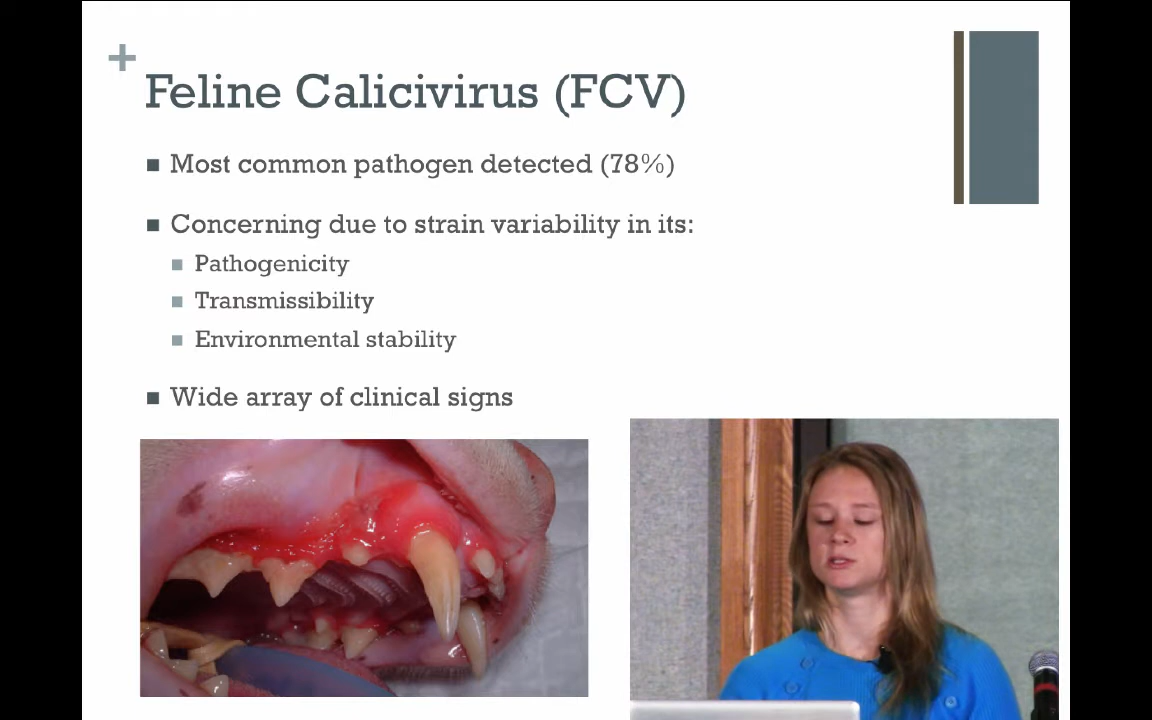 Feline Calicivirus (FCV)
Most common pathogen detected (78%)
Concerning due to strain variability in its:
Pathogenicity
Transmissibility
Environmental stability
Wide array of clinical signs